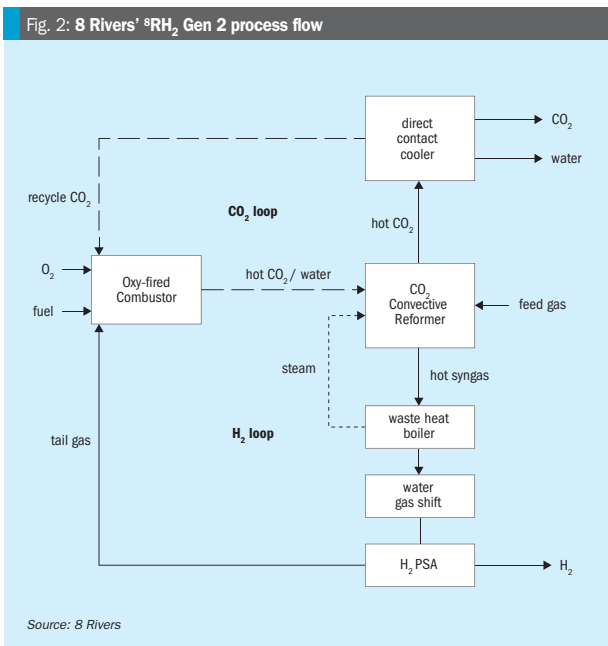 Fig. 2: 8 Rivers' ⁸RH₂ Gen 2 process flow
direct
contact
cooler
CO₂
water
recycle CO₂
CO₂ loop
hot CO₂
O₂
fuel
Oxy-fired
Combustor
hot CO₂/ water
CO₂
Convective
Reformer
feed gas
steam
hot syngas
H₂ loop
waste heat
boiler
tail gas
water
gas shift
H₂ PSA
H₂
Source: 8 Rivers